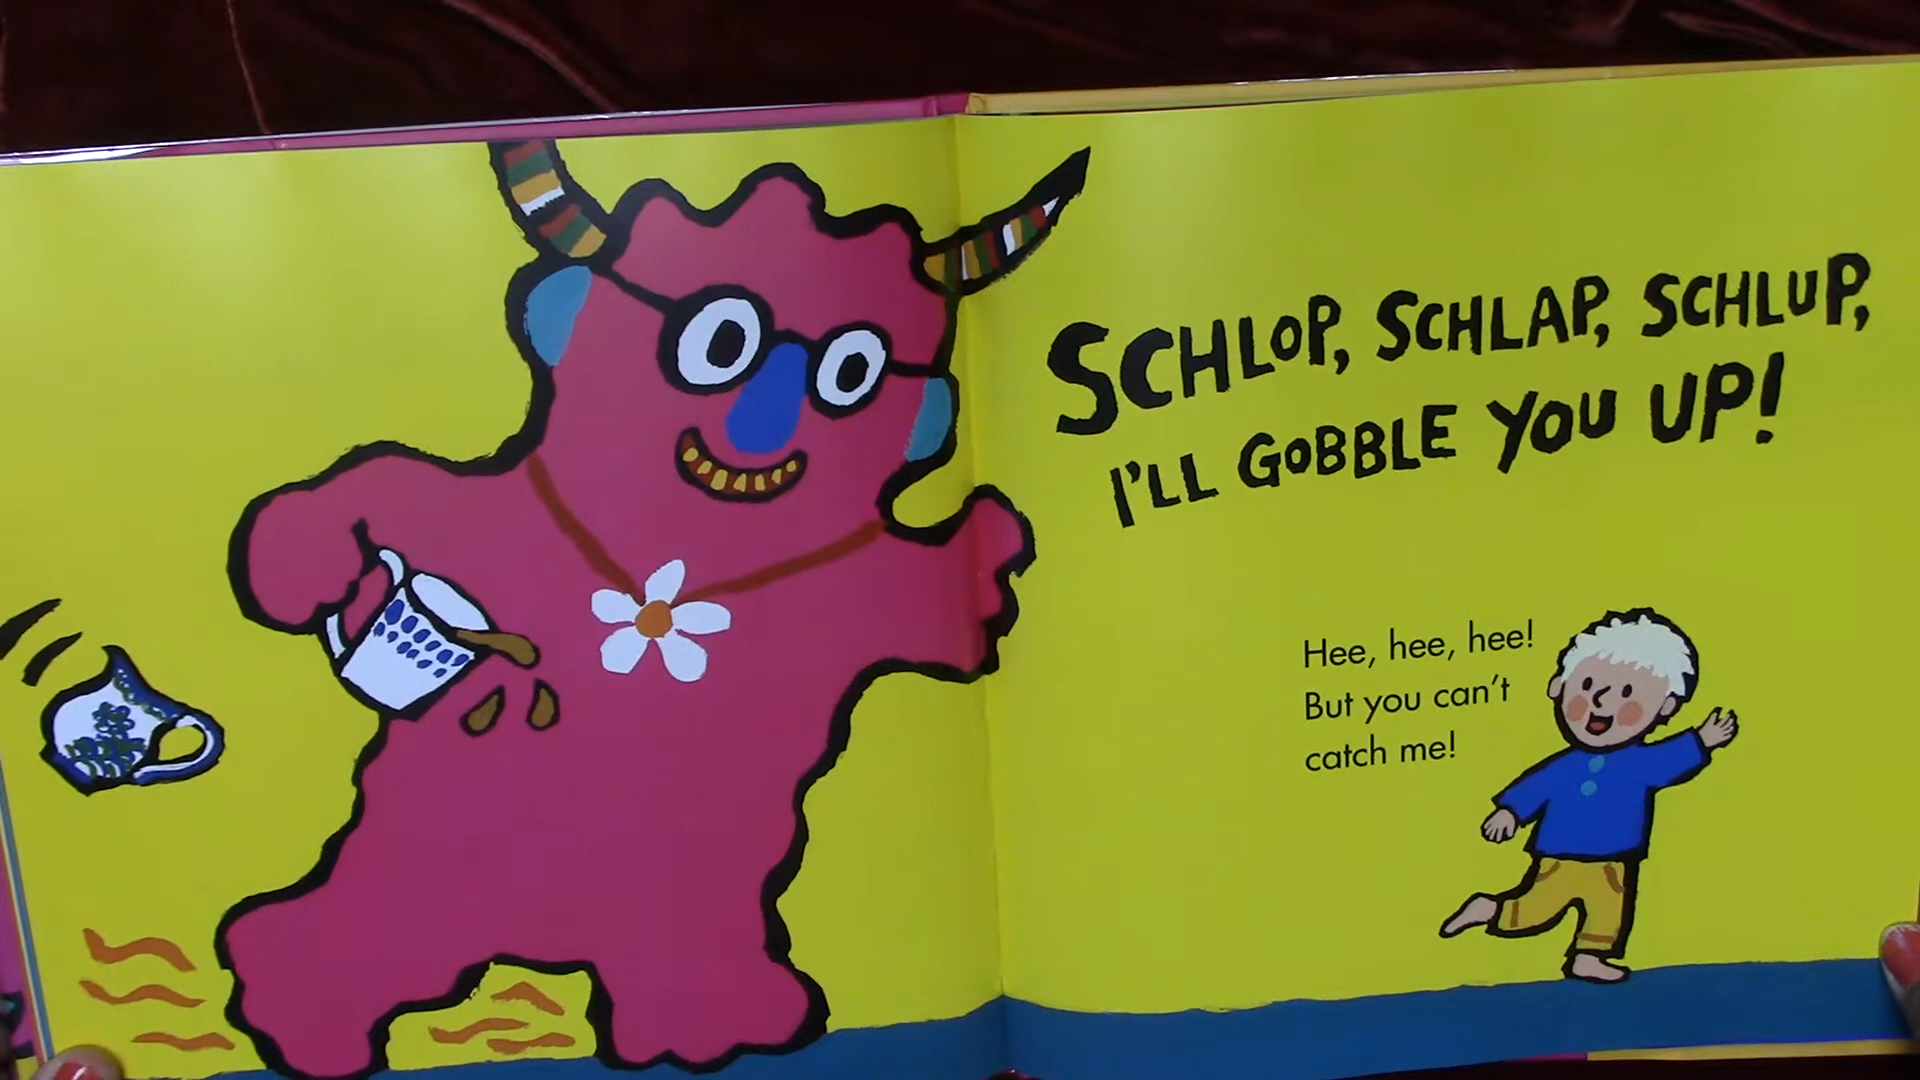 SCHLOP, SCHLAP, SCHLUP,
I'LL GOBBLE YOU UP!
Hee, hee, hee!
But you can't
catch me!